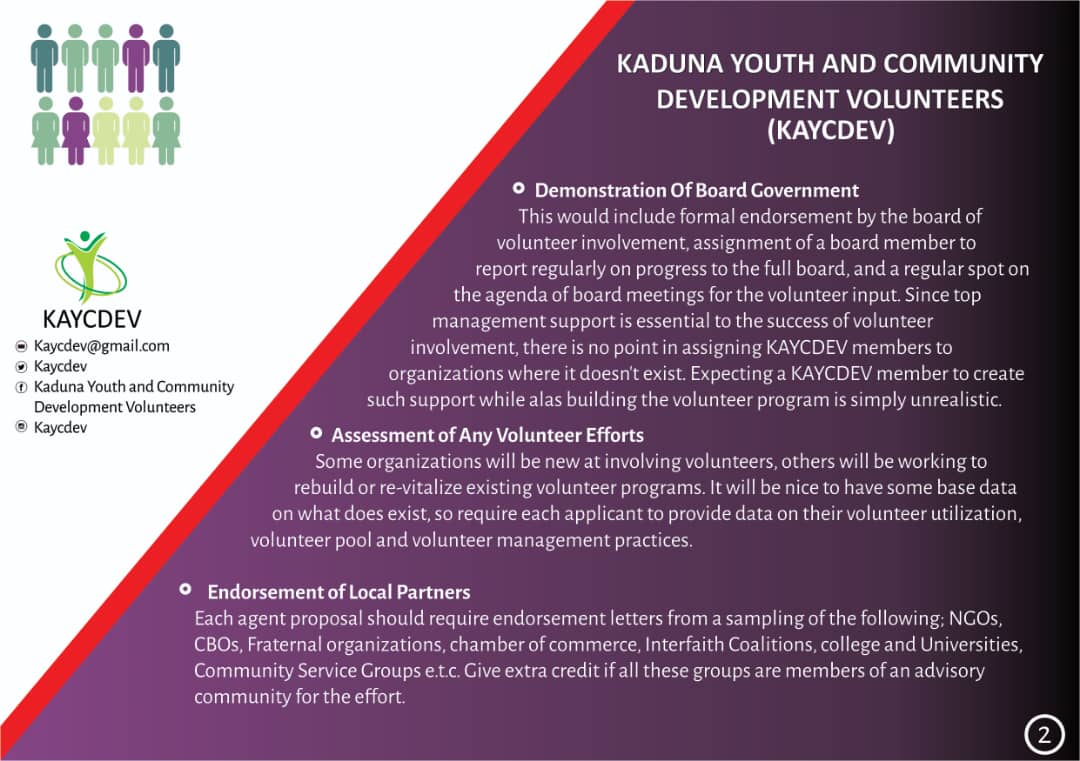 KADUNA YOUTH AND COMMUNITY
DEVELOPMENT VOLUNTEERS
(KAYCDEV)
Demonstration Of Board Government
This would include formal endorsement by the board of
volunteer involvement, assignment of a board member to
report regularly on progress to the full board, and a regular spot on
the agenda of board meetings for the volunteer input. Since top
management support is essential to the success of volunteer
involvement, there is no point in assigning KAYCDEV members to
organizations where it doesn't exist. Expecting a KAYCDEV member to create
such support while alas building the volunteer program is simply unrealistic.
Assessment of Any Volunteer Efforts
Some organizations will be new at involving volunteers, others will be working to
rebuild or re-vitalize existing volunteer programs. It will be nice to have some base data
on what does exist, so require each applicant to provide data on their volunteer utilization,
volunteer pool and volunteer management practices.
Endorsement of Local Partners
Each agent proposal should require endorsement letters from a sampling of the following; NGOs,
CBOs, Fraternal organizations, chamber of commerce, Interfaith Coalitions, college and Universities,
Community Service Groups e.t.c. Give extra credit if all these groups are members of an advisory
community for the effort.
KAYCDEV
Kaycdev@gmail.com
Kaycdev
Kaduna Youth and Community
Development Volunteers
Kaycdev
2